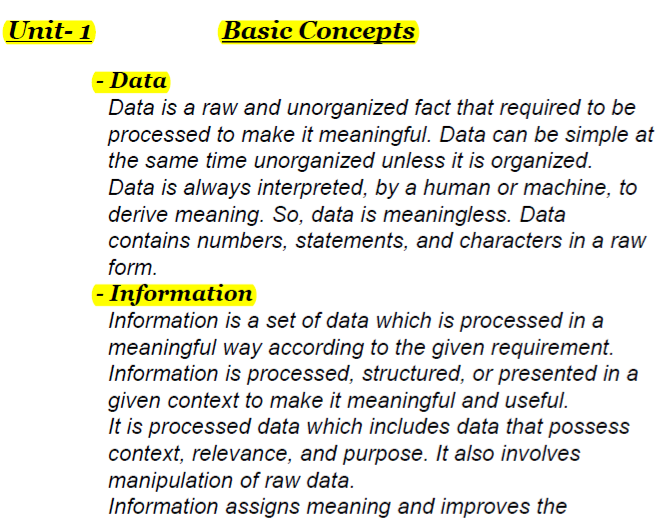 Unit- 1 Basic Concepts
- Data
Data is a raw and unorganized fact that required to be
processed to make it meaningful. Data can be simple at
the same time unorganized unless it is organized.
Data is always interpreted, by a human or machine, to
derive meaning. So, data is meaningless. Data
contains numbers, statements, and characters in a raw
form.
- Information
Information is a set of data which is processed in a
meaningful way according to the given requirement.
Information is processed, structured, or presented in a
given context to make it meaningful and useful.
It is processed data which includes data that possess
context, relevance, and purpose. It also involves
manipulation of raw data.
Information assigns meaning and improves the